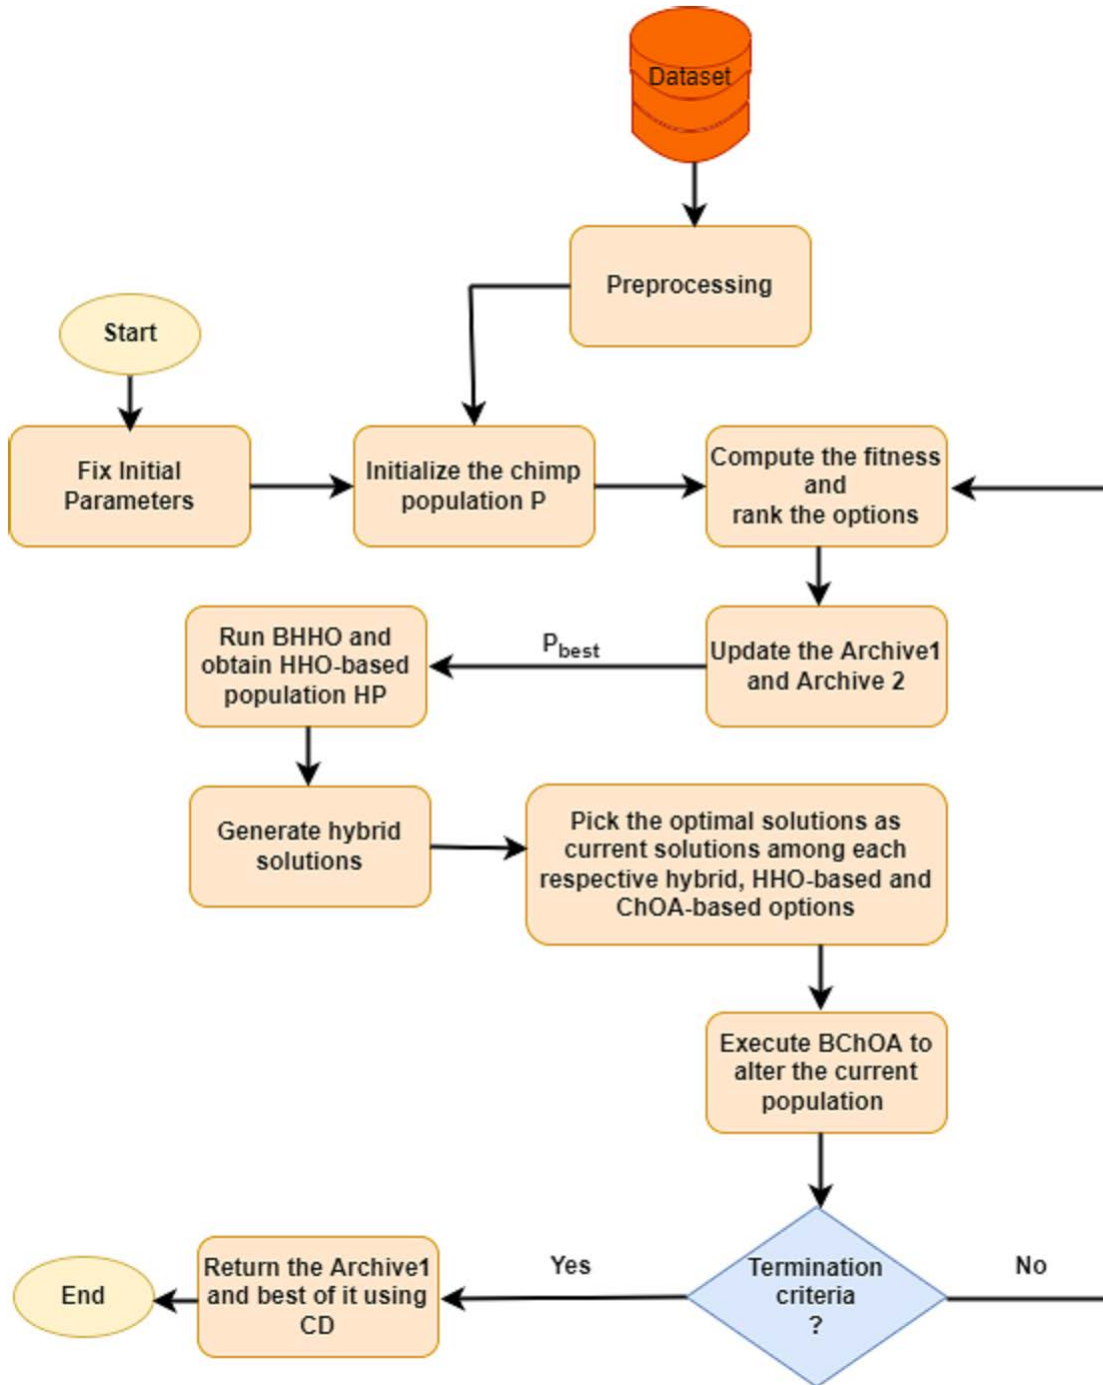 Dataset
Preprocessing
Start
Fix Initial
Parameters
Initialize the chimp
population P
Compute the fitness
and
rank the options
Run BHHO and
obtain HHO-based
population HP
Pbest
Update the Archive1
and Archive 2
Generate hybrid
solutions
Pick the optimal solutions as
current solutions among each
respective hybrid, HHO-based and
ChOA-based options
Execute BChOA to
alter the current
population
End
Return the Archive1
and best of it using
CD
Yes
Termination
criteria
?
No